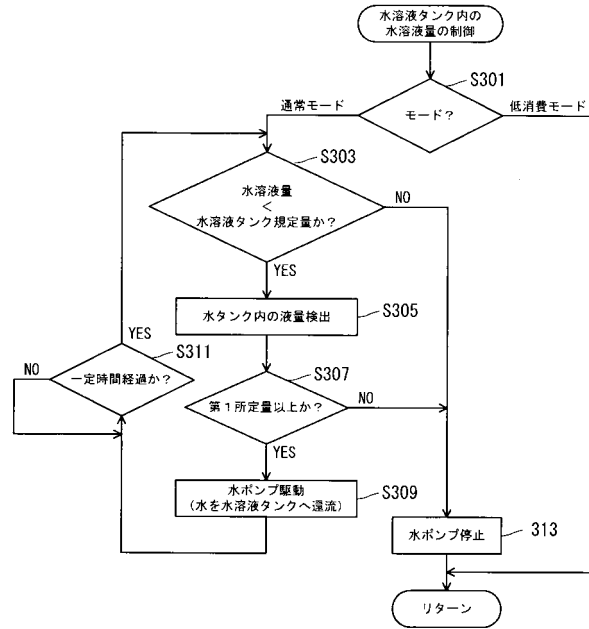 水溶液タンク内の
水溶液量の制御
S301
通常モード
モード?
低消費モード
S303
水溶液量
<
水溶液タンク規定量か?
NO
YES
水タンク内の液量検出
S305
YES
S311
NO
一定時間経過か?
S307
第1所定量以上か?
NO
YES
水ポンプ駆動
(水を水溶液タンクへ還流)
S309
水ポンプ停止
313
リターン